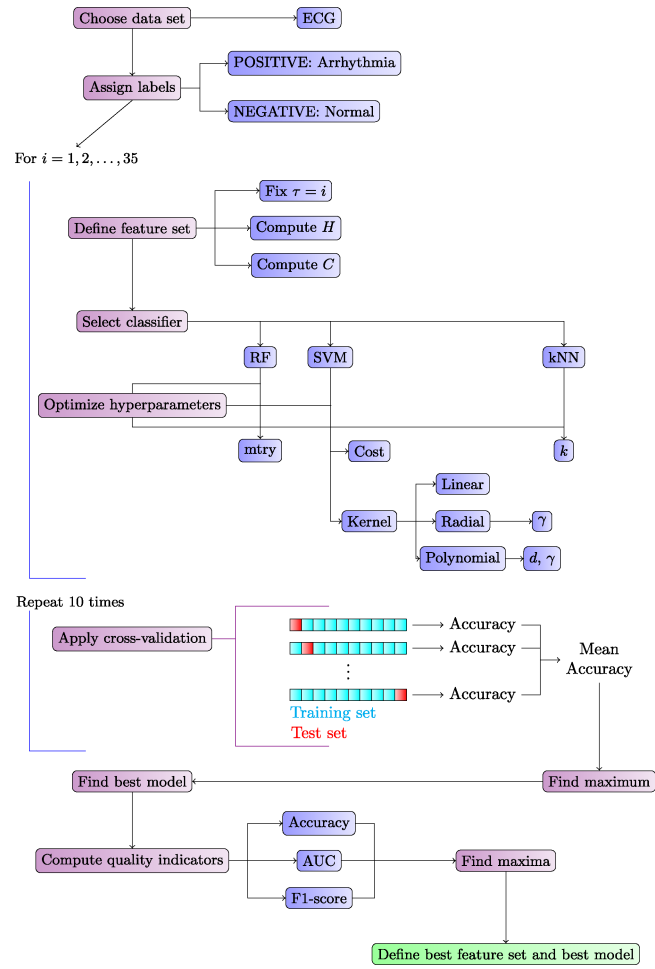 Choose data set
ECG
POSITIVE: Arrhythmia
Assign labels
NEGATIVE: Normal
For i = 1, 2, . . . , 35
Fix τ = i
Define feature set
Compute H
Compute C
Select classifier
RF
SVM
kNN
Optimize hyperparameters
mtry
Cost
k
Linear
Kernel
Radial
γ
Polynomial
d, γ
Repeat 10 times
Apply cross-validation
Accuracy
Accuracy
⋮
Accuracy
Mean
Accuracy
Training set
Test set
Find best model
Find maximum
Accuracy
Compute quality indicators
AUC
Find maxima
F1-score
Define best feature set and best model